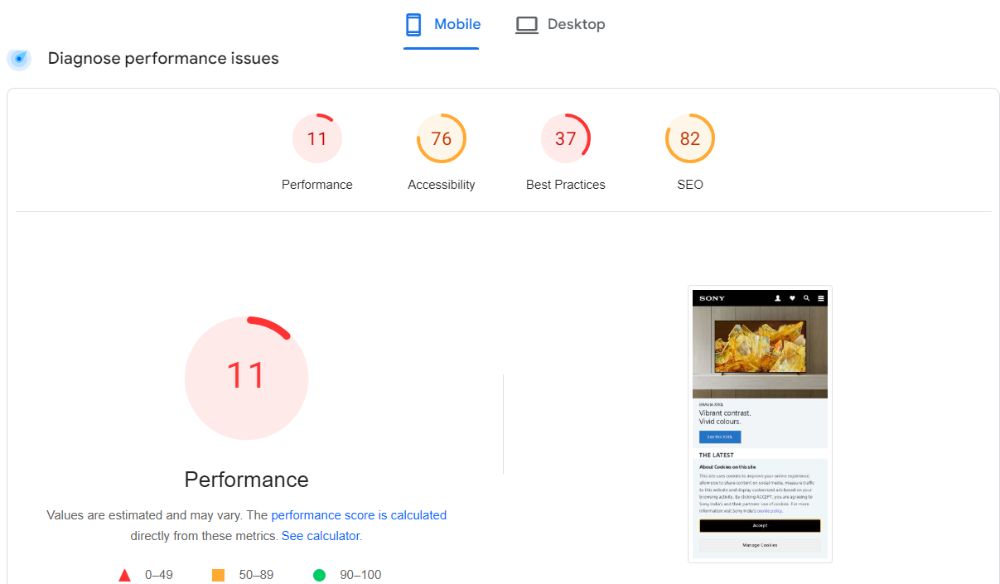 Mobile
Desktop
Diagnose performance issues
11
76
37
82
Performance
Accessibility
Best Practices
SEO
11
Performance
Values are estimated and may vary. The performance score is calculated
directly from these metrics. See calculator.
0–49
50–89
90–100
SONY
BRAVIA X90L
Vibrant contrast.
Vivid colours.
See the X90L
THE LATEST
About Cookies on this site
This site uses cookies to improve your online experience,
allow you to share content on social media, measure traffic
to this website and display customized ads based on your
browsing activity. By clicking ACCEPT, you are agreeing to
Sony India's and their partners' use of cookies. For more
information visit Sony India's cookie policy.
Accept
Manage Cookies